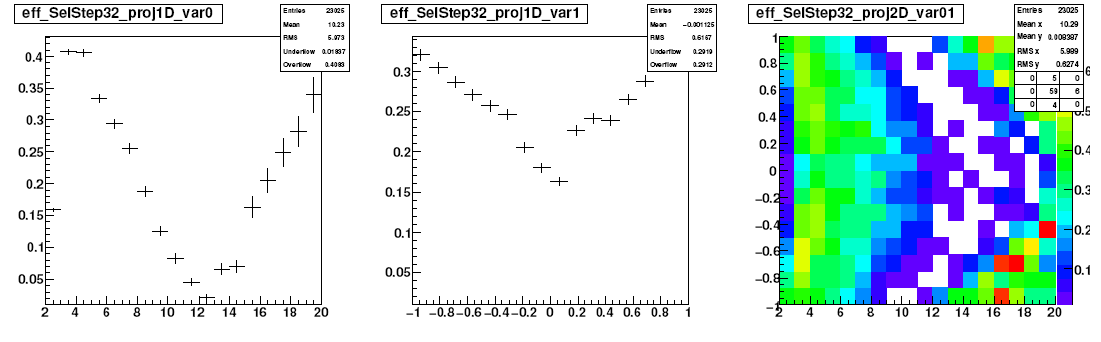 eff_SelStep32_proj1D_var0
Entries 23025
Mean 10.23
RMS 5.973
Underflow 0.01837
Overflow 0.4083
0.4
0.35
0.3
0.25
0.2
0.15
0.1
0.05
2 4 6 8 10 12 14 16 18 20
eff_SelStep32_proj1D_var1
Entries 23025
Mean −0.001125
RMS 0.6167
Underflow 0.2919
Overflow 0.2912
0.3
0.25
0.2
0.15
0.1
0.05
−1 −0.8 −0.6 −0.4 −0.2 0 0.2 0.4 0.6 0.8 1
eff_SelStep32_proj2D_var01
Entries 23025
Mean x 10.29
Mean y 0.008387
RMS x 5.989
RMS y 0.6274
0 5 0
0 59 6
0 4 0
1
0.8
0.6
0.4
0.2
0
−0.2
−0.4
−0.6
−0.8
2 4 6 8 10 12 14 16 18 20
0.4
0.3
0.2
0.1